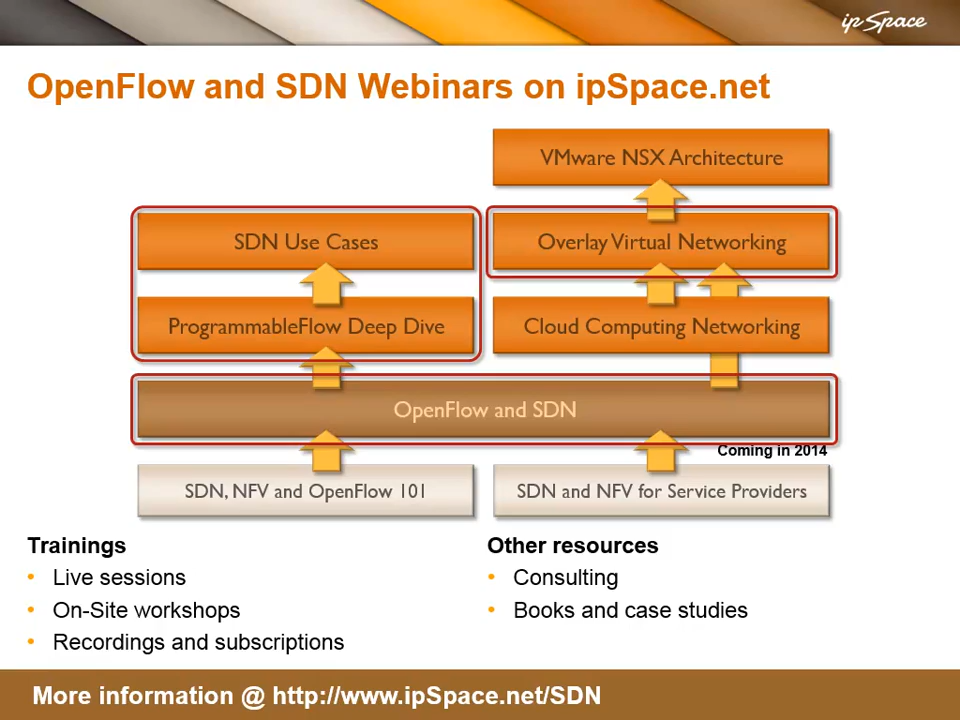 ipSpace
OpenFlow and SDN Webinars on ipSpace.net
VMware NSX Architecture
SDN Use Cases
Overlay Virtual Networking
ProgrammableFlow Deep Dive
Cloud Computing Networking
OpenFlow and SDN
Coming in 2014
SDN, NFV and OpenFlow 101
SDN and NFV for Service Providers
Trainings
• Live sessions
• On-Site workshops
• Recordings and subscriptions
Other resources
• Consulting
• Books and case studies
More information @ http://www.ipSpace.net/SDN